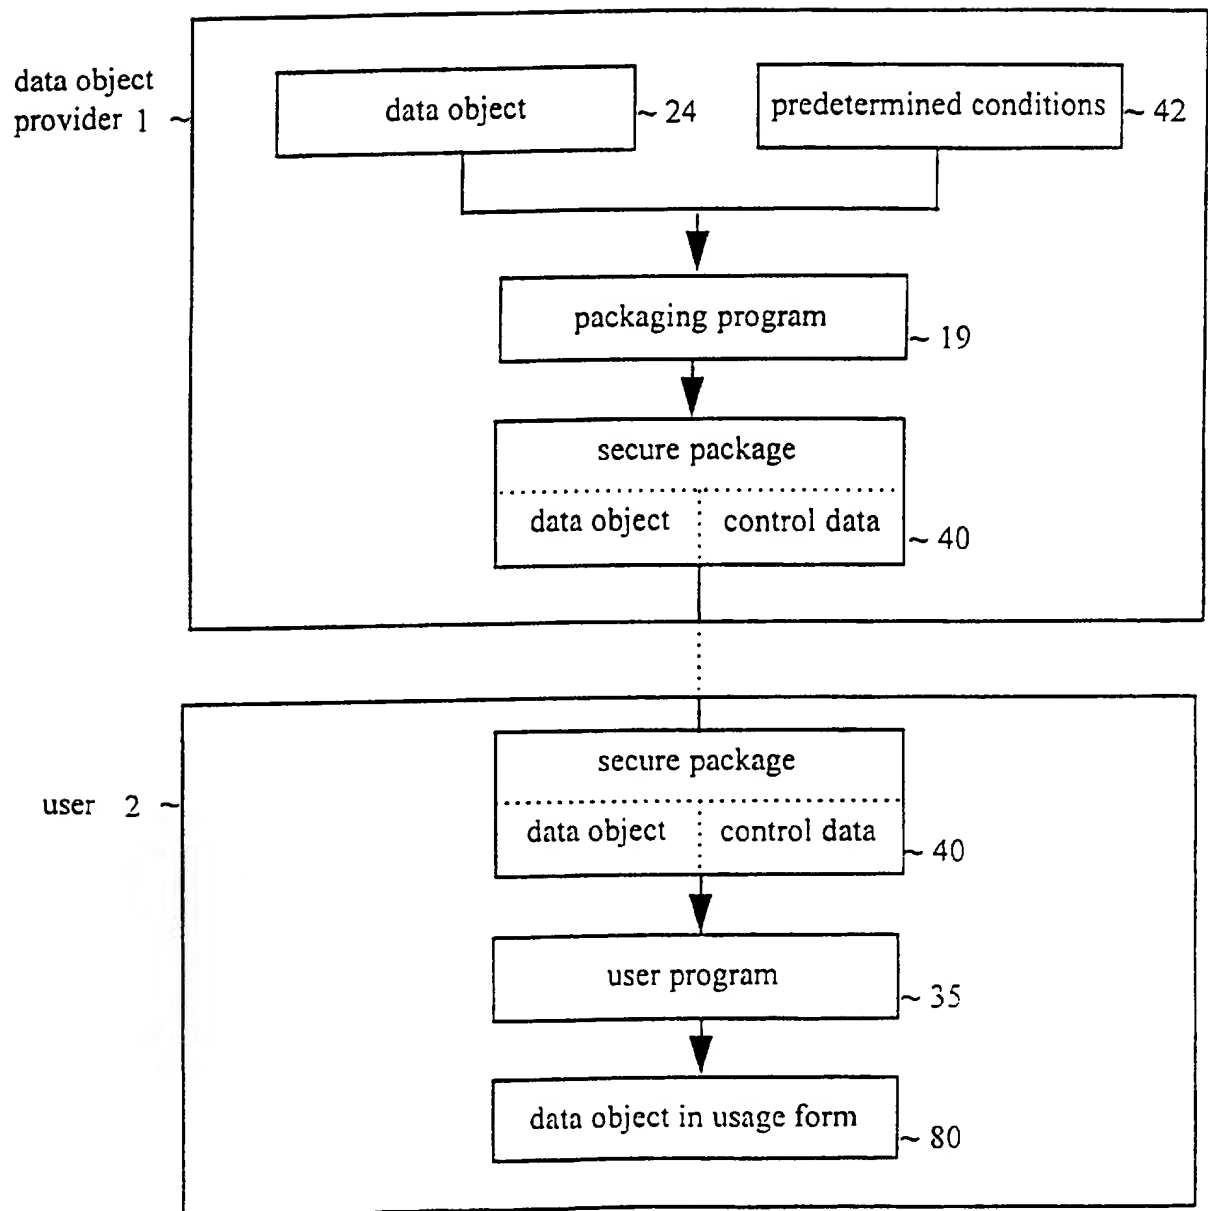 data object
provider 1 ~
data object ~ 24
predetermined conditions ~ 42
packaging program ~ 19
secure package
data object control data ~ 40
user 2 ~
secure package
data object control data ~ 40
user program ~ 35
data object in usage form ~ 80